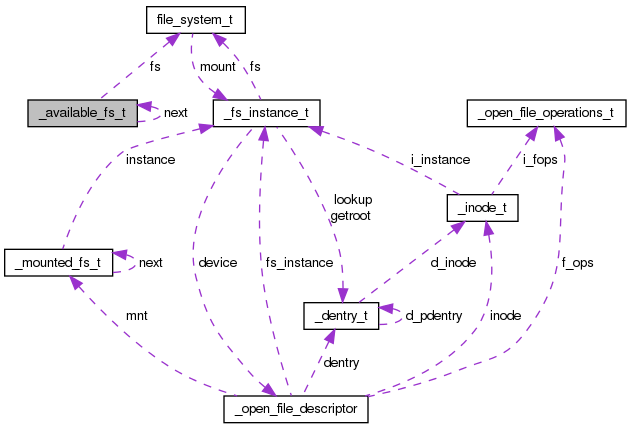 file_system_t
fs
mount
fs
_available_fs_t
next
_fs_instance_t
_open_file_operations_t
instance
i_instance
i_fops
lookup
getroot
_inode_t
_mounted_fs_t
next
device
fs_instance
d_inode
f_ops
mnt
_dentry_t
d_pdentry
inode
dentry
_open_file_descriptor